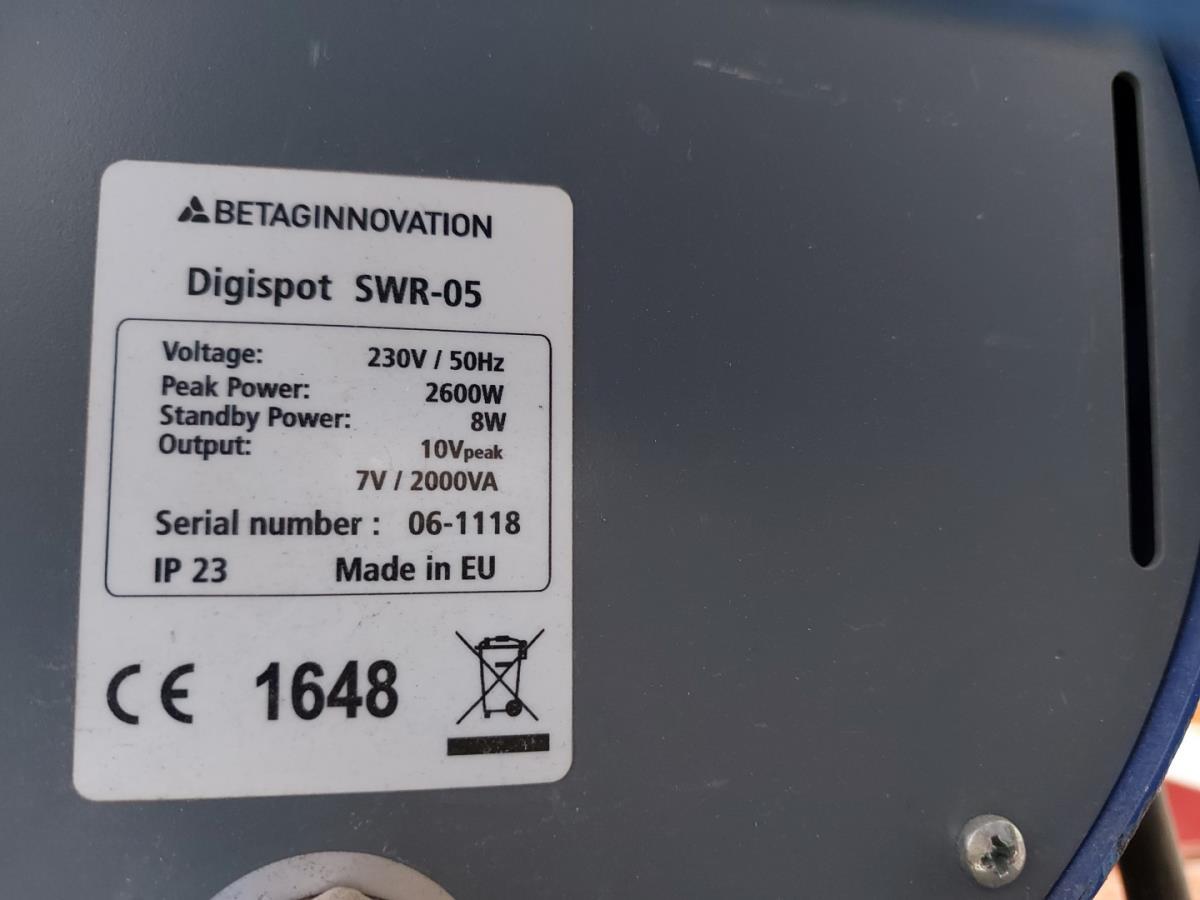 BETAGINNOVATION
Digispot SWR-05
Voltage: 230V / 50Hz
Peak Power: 2600W
Standby Power: 8W
Output: 10Vpeak
7V / 2000VA
Serial number : 06-1118
IP 23 Made in EU
CE 1648